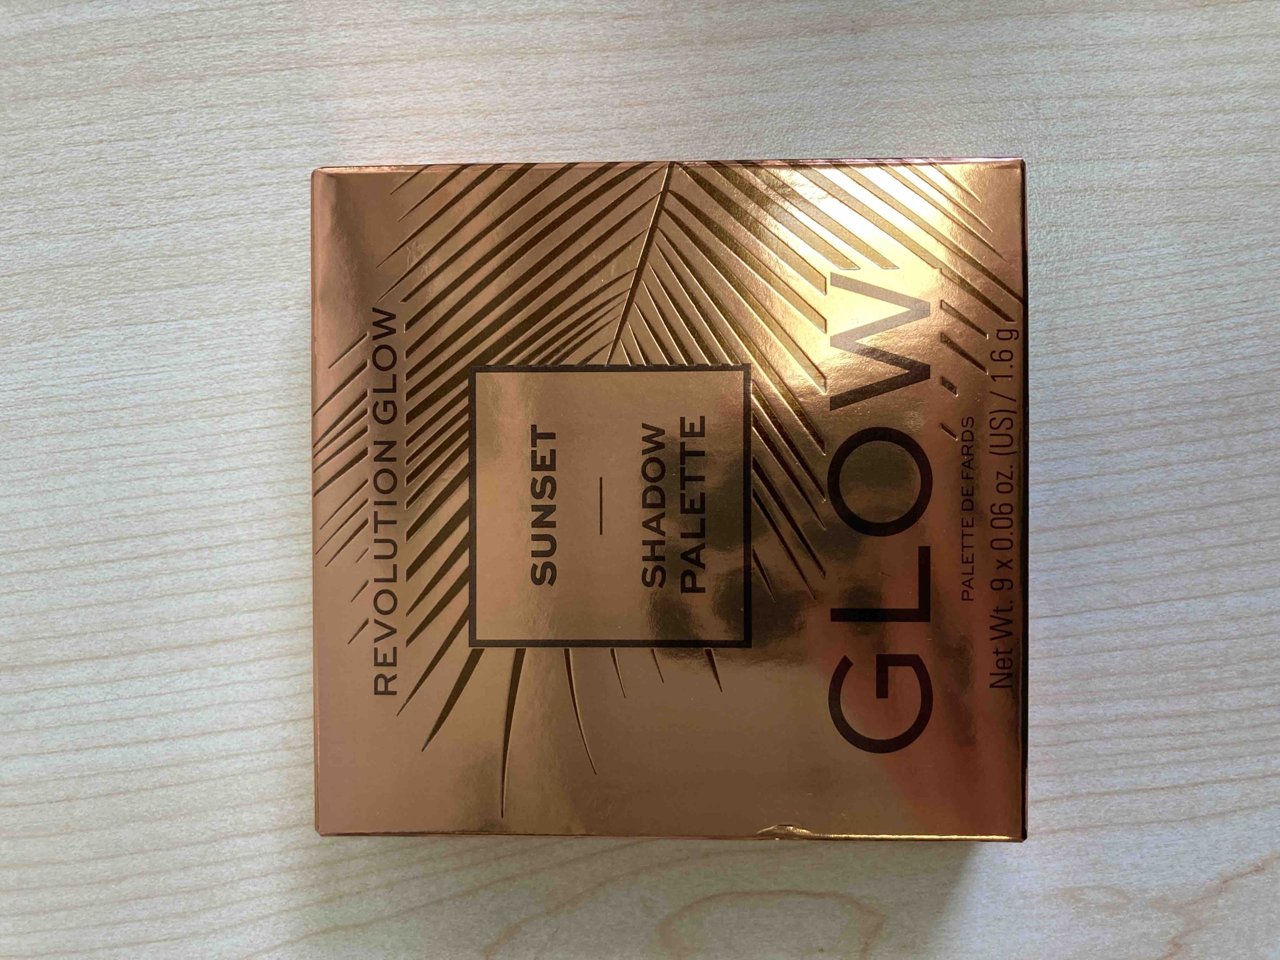 REVOLUTION GLOW
SUNSET
SHADOW
PALETTE
GLOW
PALETTE DE FARDS
Net Wt. 9 x 0.06 oz. (US) / 1.6 g